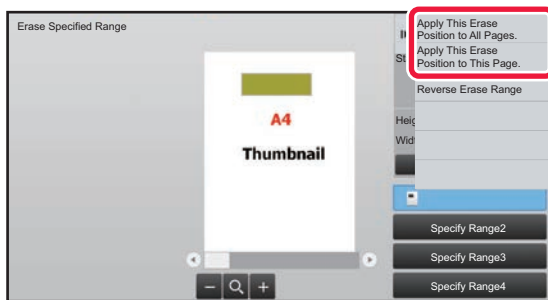 Erase Specified Range
Apply This Erase
Position to All Pages.
Apply This Erase
Position to This Page.
Reverse Erase Range
A4
Thumbnail
Specify Range2
Specify Range3
Specify Range4